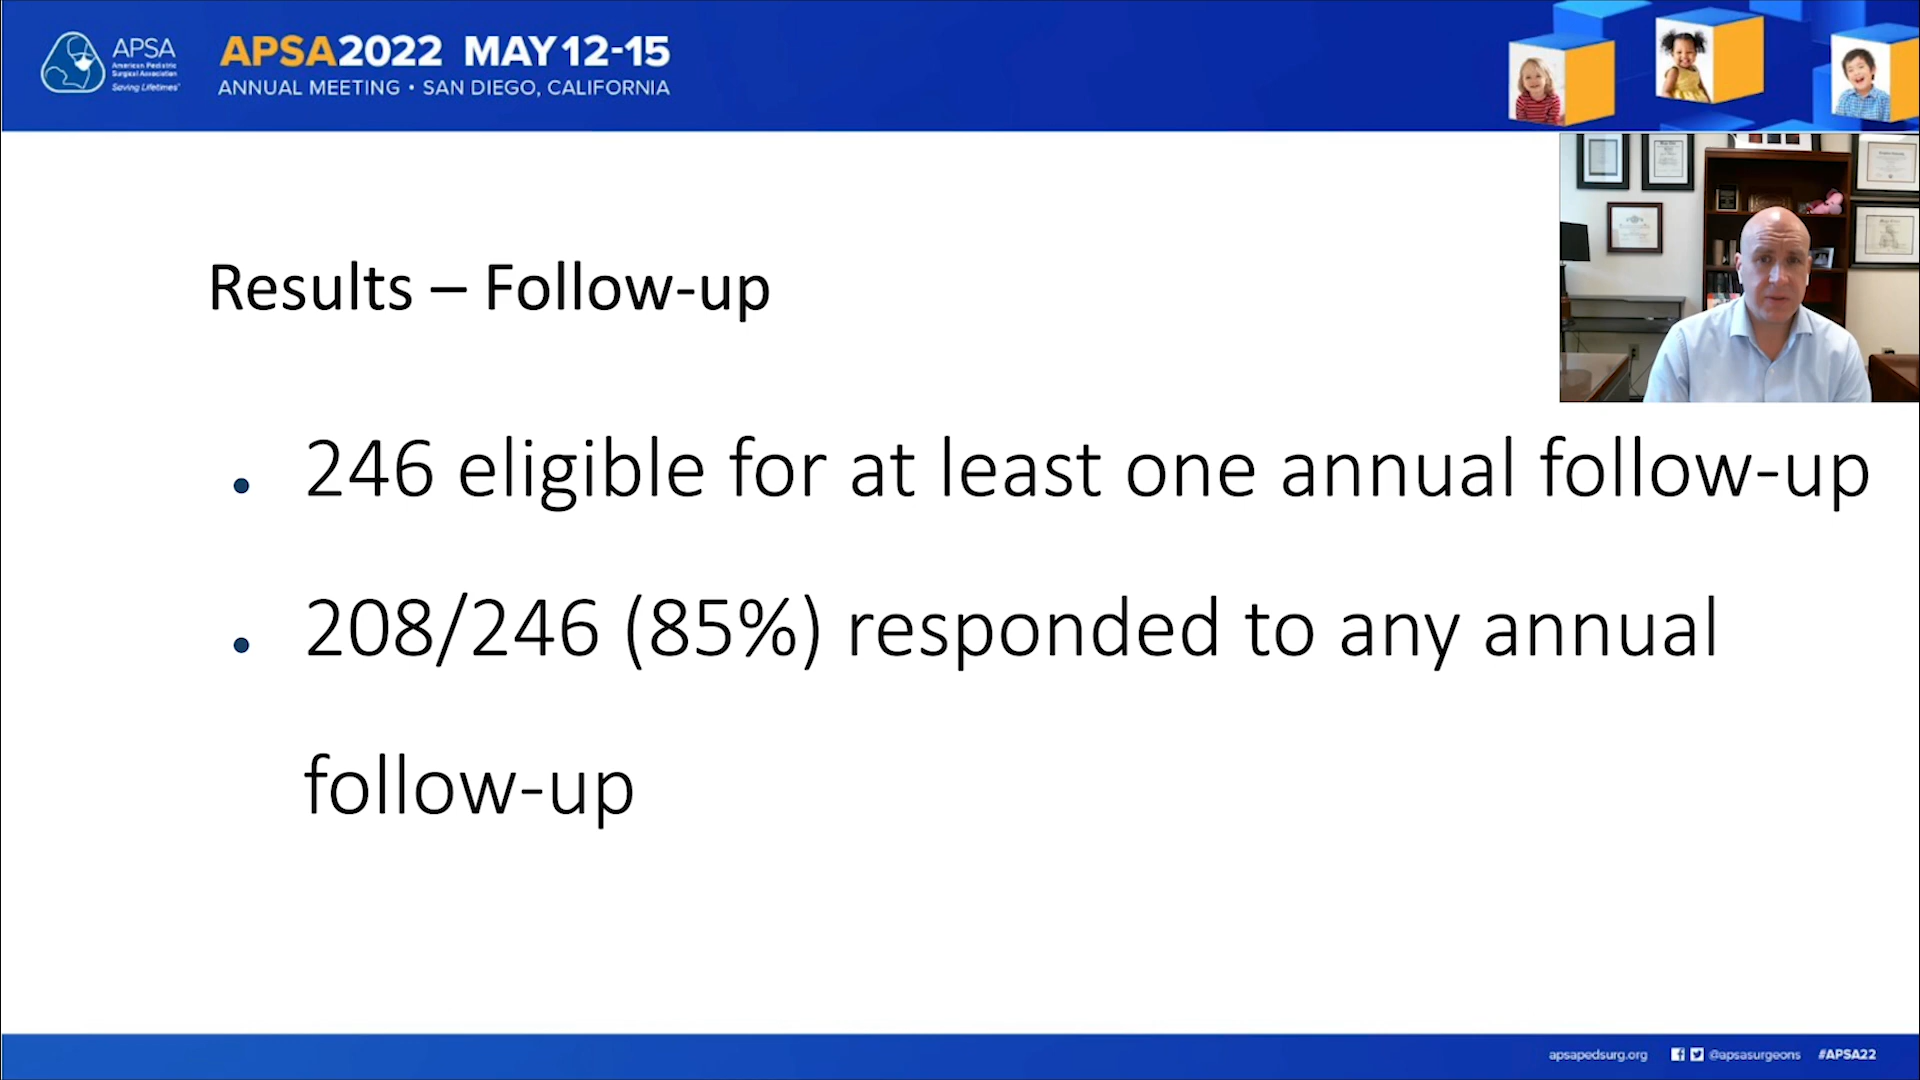 APSA
American Pediatric
Surgical Association
Saving Lifetimes
APSA2022 MAY 12-15
ANNUAL MEETING • SAN DIEGO, CALIFORNIA
Results – Follow-up
• 246 eligible for at least one annual follow-up
• 208/246 (85%) responded to any annual
follow-up
apsapedsurg.org @apsasurgeons #APSA22